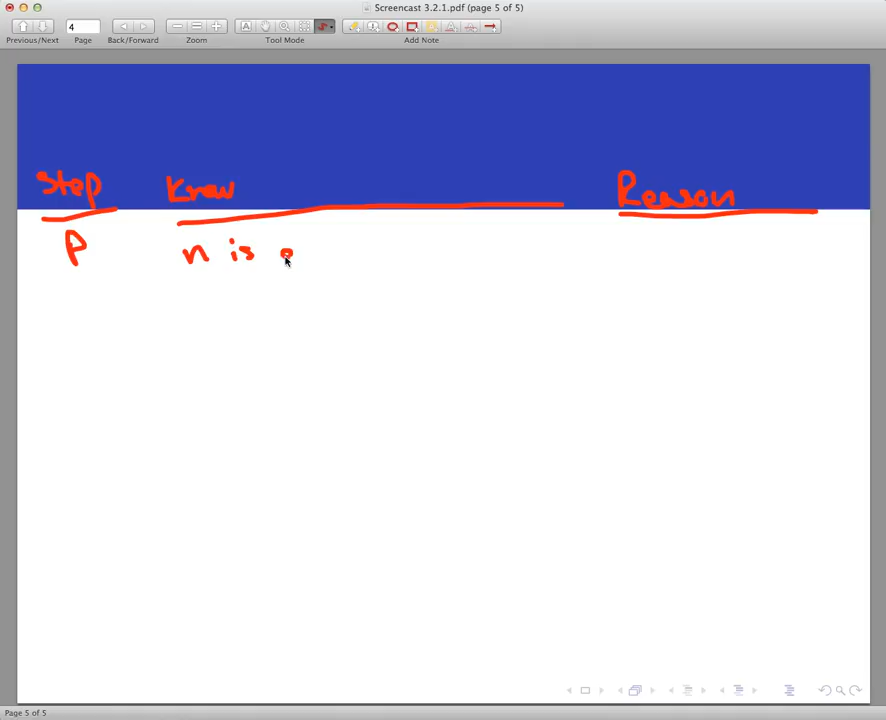 Screencast 3.2.1.pdf (page 5 of 5)
4
Previous/Next Page Back/Forward Zoom Tool Mode Add Note
Step Know Reason
P n is
Page 5 of 5